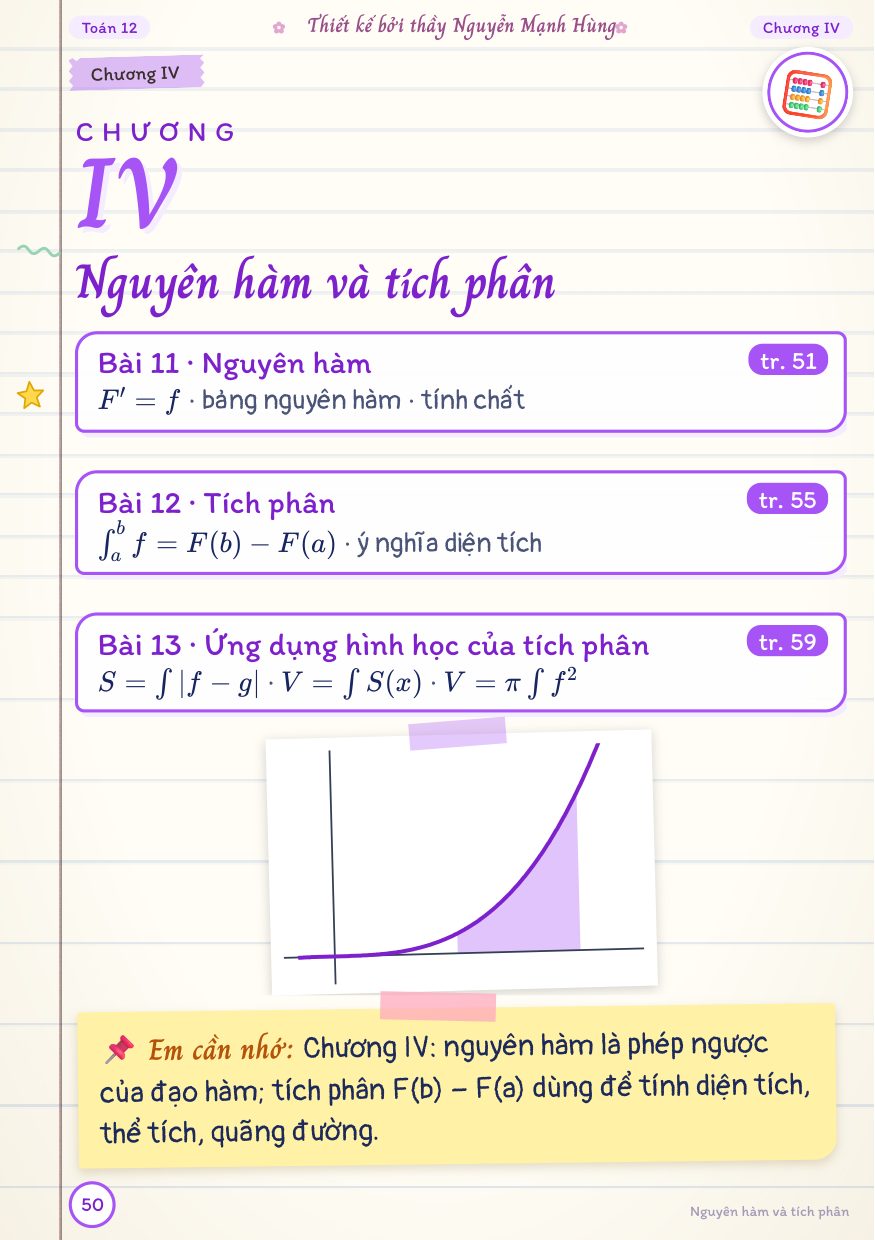 Toán 12
Thiết kế bởi thầy Nguyễn Mạnh Hùng
Chương IV
Chương IV
CHƯƠNG
IV
Nguyên hàm và tích phân
Bài 11 · Nguyên hàm
tr. 51
F′ = f · bảng nguyên hàm · tính chất
Bài 12 · Tích phân
tr. 55
∫ₐᵇ f = F(b) − F(a) · ý nghĩa diện tích
Bài 13 · Ứng dụng hình học của tích phân
tr. 59
S = ∫ |f − g| · V = ∫ S(x) · V = π ∫ f²
Em cần nhớ: Chương IV: nguyên hàm là phép ngược
của đạo hàm; tích phân F(b) − F(a) dùng để tính diện tích,
thể tích, quãng đường.
50
Nguyên hàm và tích phân